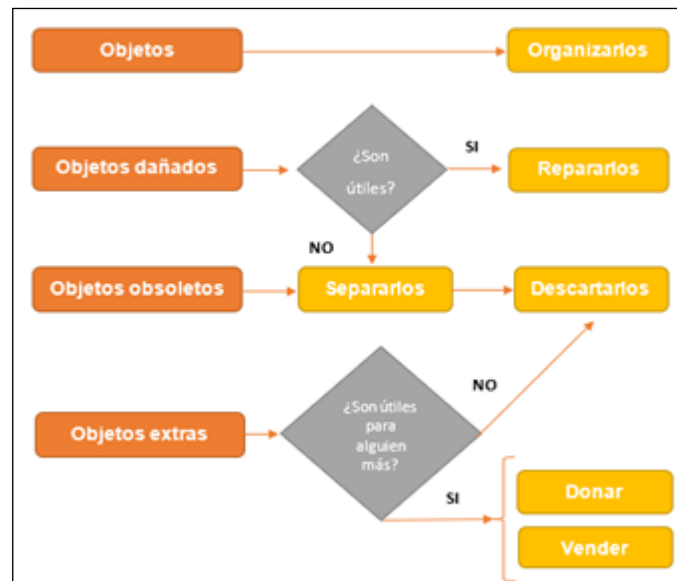 Objetos
Organizarlos
Objetos dañados
¿Son
útiles?
SI
Repararlos
NO
Objetos obsoletos
Separarlos
Descartarlos
Objetos extras
¿Son útiles
para
alguien
más?
NO
SI
Donar
Vender